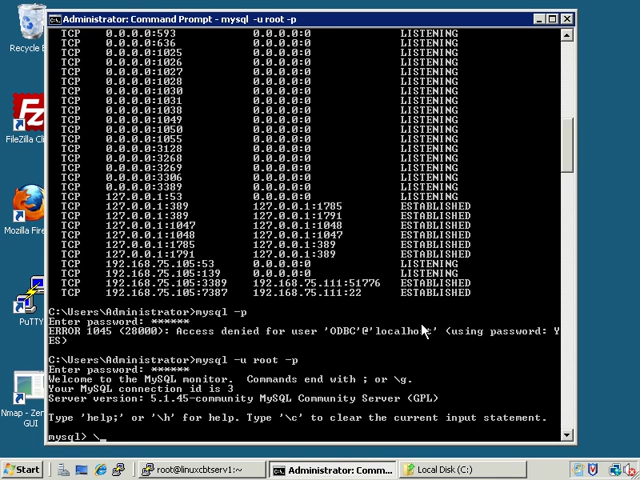 Administrator: Command Prompt - mysql -u root -p
Recycle B
FileZilla Cli
Mozilla Fire
PuTTY
Nmap - Zen
GUI
TCP 0.0.0.0:593 0.0.0.0:0 LISTENING
TCP 0.0.0.0:636 0.0.0.0:0 LISTENING
TCP 0.0.0.0:1025 0.0.0.0:0 LISTENING
TCP 0.0.0.0:1026 0.0.0.0:0 LISTENING
TCP 0.0.0.0:1027 0.0.0.0:0 LISTENING
TCP 0.0.0.0:1028 0.0.0.0:0 LISTENING
TCP 0.0.0.0:1030 0.0.0.0:0 LISTENING
TCP 0.0.0.0:1031 0.0.0.0:0 LISTENING
TCP 0.0.0.0:1038 0.0.0.0:0 LISTENING
TCP 0.0.0.0:1049 0.0.0.0:0 LISTENING
TCP 0.0.0.0:1050 0.0.0.0:0 LISTENING
TCP 0.0.0.0:1055 0.0.0.0:0 LISTENING
TCP 0.0.0.0:3128 0.0.0.0:0 LISTENING
TCP 0.0.0.0:3268 0.0.0.0:0 LISTENING
TCP 0.0.0.0:3269 0.0.0.0:0 LISTENING
TCP 0.0.0.0:3306 0.0.0.0:0 LISTENING
TCP 0.0.0.0:3389 0.0.0.0:0 LISTENING
TCP 127.0.0.1:53 0.0.0.0:0 LISTENING
TCP 127.0.0.1:389 127.0.0.1:1785 ESTABLISHED
TCP 127.0.0.1:389 127.0.0.1:1791 ESTABLISHED
TCP 127.0.0.1:1047 127.0.0.1:1048 ESTABLISHED
TCP 127.0.0.1:1048 127.0.0.1:1047 ESTABLISHED
TCP 127.0.0.1:1785 127.0.0.1:389 ESTABLISHED
TCP 127.0.0.1:1791 127.0.0.1:389 ESTABLISHED
TCP 192.168.75.105:53 0.0.0.0:0 LISTENING
TCP 192.168.75.105:139 0.0.0.0:0 LISTENING
TCP 192.168.75.105:3389 192.168.75.111:51776 ESTABLISHED
TCP 192.168.75.105:7387 192.168.75.111:22 ESTABLISHED
C:\Users\Administrator>mysql -p
Enter password: ******
ERROR 1045 (28000): Access denied for user 'ODBC'@'localhost' (using password: Y
ES)
C:\Users\Administrator>mysql -u root -p
Enter password: ******
Welcome to the MySQL monitor.  Commands end with ; or \g.
Your MySQL connection id is 3
Server version: 5.1.45-community MySQL Community Server (GPL)
Type 'help;' or '\h' for help. Type '\c' to clear the current input statement.
mysql> \_
Start
root@linuxcbtserv1:~
Administrator: Comm...
Local Disk (C:)